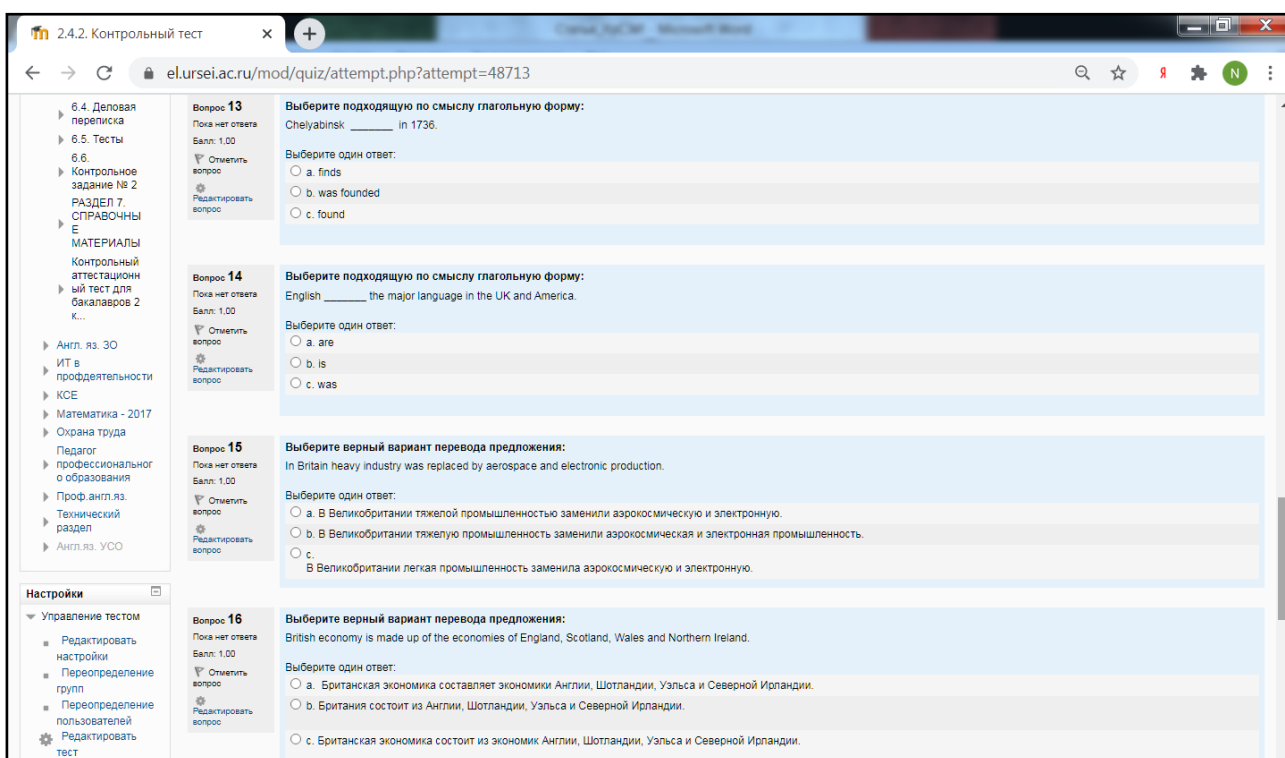 2.4.2. Контрольный тест
el.ursei.ac.ru/mod/quiz/attempt.php?attempt=48713
Я
N
6.4. Деловая
переписка
6.5. Тесты
6.6.
Контрольное
задание № 2
РАЗДЕЛ 7.
СПРАВОЧНЫ
Е
МАТЕРИАЛЫ
Контрольный
аттестационн
ый тест для
бакалавров 2
к...
Англ. яз. ЗО
ИТ в
профдеятельности
КСЕ
Математика - 2017
Охрана труда
Педагог
профессиональног
о образования
Проф.англ.яз.
Технический
раздел
Англ.яз. УСО
Настройки
Управление тестом
Редактировать
настройки
Переопределение
групп
Переопределение
пользователей
Редактировать
тест
Вопрос 13
Пока нет ответа
Балл: 1,00
Отметить
вопрос
Редактировать
вопрос
Выберите подходящую по смыслу глагольную форму:
Chelyabinsk _______ in 1736.
Выберите один ответ:
a. finds
b. was founded
c. found
Вопрос 14
Пока нет ответа
Балл: 1,00
Отметить
вопрос
Редактировать
вопрос
Выберите подходящую по смыслу глагольную форму:
English _______ the major language in the UK and America.
Выберите один ответ:
a. are
b. is
c. was
Вопрос 15
Пока нет ответа
Балл: 1,00
Отметить
вопрос
Редактировать
вопрос
Выберите верный вариант перевода предложения:
In Britain heavy industry was replaced by aerospace and electronic production.
Выберите один ответ:
a. В Великобритании тяжелой промышленностью заменили аэрокосмическую и электронную.
b. В Великобритании тяжелую промышленность заменили аэрокосмическая и электронная промышленность.
c.
В Великобритании легкая промышленность заменила аэрокосмическую и электронную.
Вопрос 16
Пока нет ответа
Балл: 1,00
Отметить
вопрос
Редактировать
вопрос
Выберите верный вариант перевода предложения:
British economy is made up of the economies of England, Scotland, Wales and Northern Ireland.
Выберите один ответ:
a. Британская экономика составляет экономики Англии, Шотландии, Уэльса и Северной Ирландии.
b. Британия состоит из Англии, Шотландии, Уэльса и Северной Ирландии.
c. Британская экономика состоит из экономик Англии, Шотландии, Уэльса и Северной Ирландии.